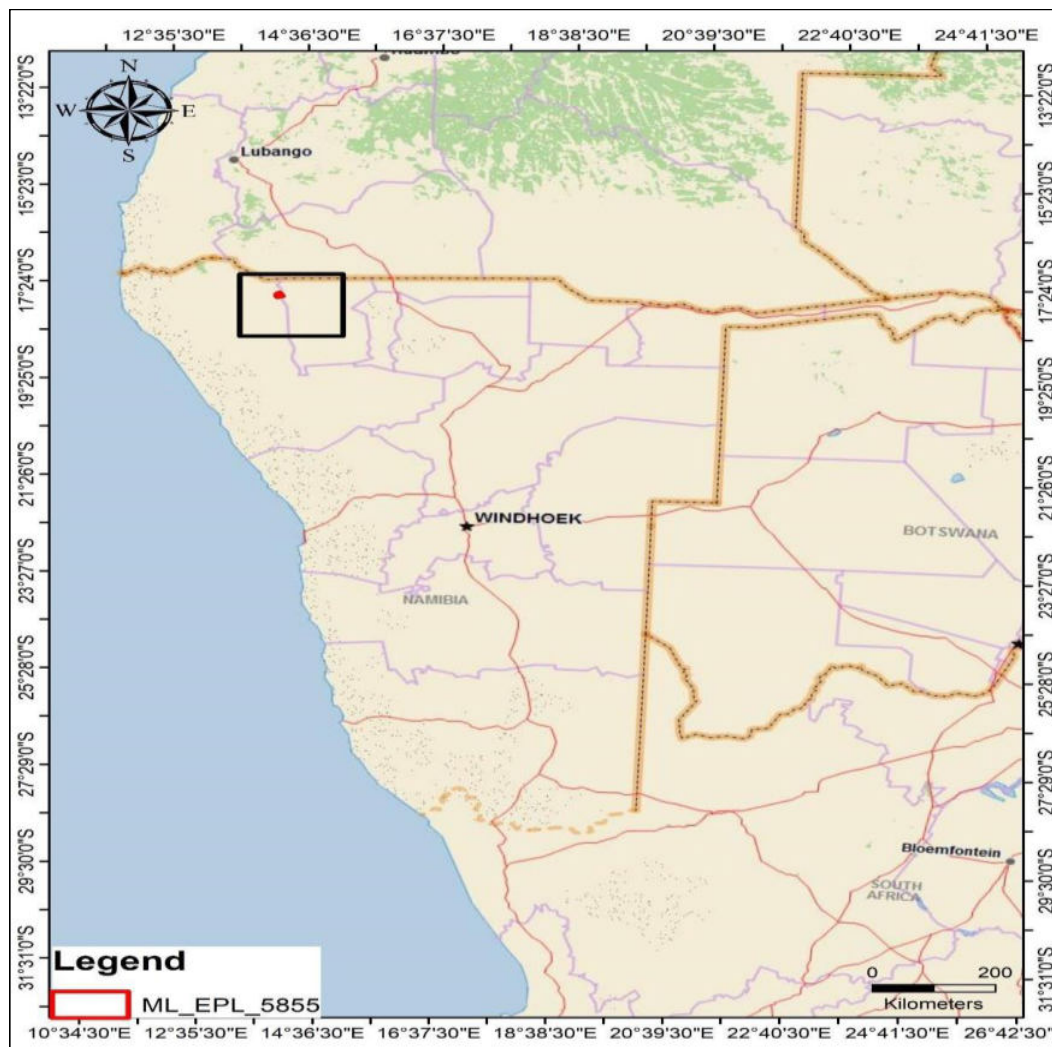 12°35'30"E 14°36'30"E 16°37'30"E 18°38'30"E 20°39'30"E 22°40'30"E 24°41'30"E
N
W E
S
Lubango
13°22'0"S
15°23'0"S
17°24'0"S
19°25'0"S
21°26'0"S
23°27'0"S
25°28'0"S
27°29'0"S
29°30'0"S
31°31'0"S
13°22'0"S
15°23'0"S
17°24'0"S
19°25'0"S
21°26'0"S
23°27'0"S
25°28'0"S
27°29'0"S
29°30'0"S
31°31'0"S
WINDHOEK
BOTSWANA
NAMIBIA
Bloemfontein
SOUTH
AFRICA
Legend
ML_EPL_5855
0 200
Kilometers
10°34'30"E 12°35'30"E 14°36'30"E 16°37'30"E 18°38'30"E 20°39'30"E 22°40'30"E 24°41'30"E 26°42'30"E